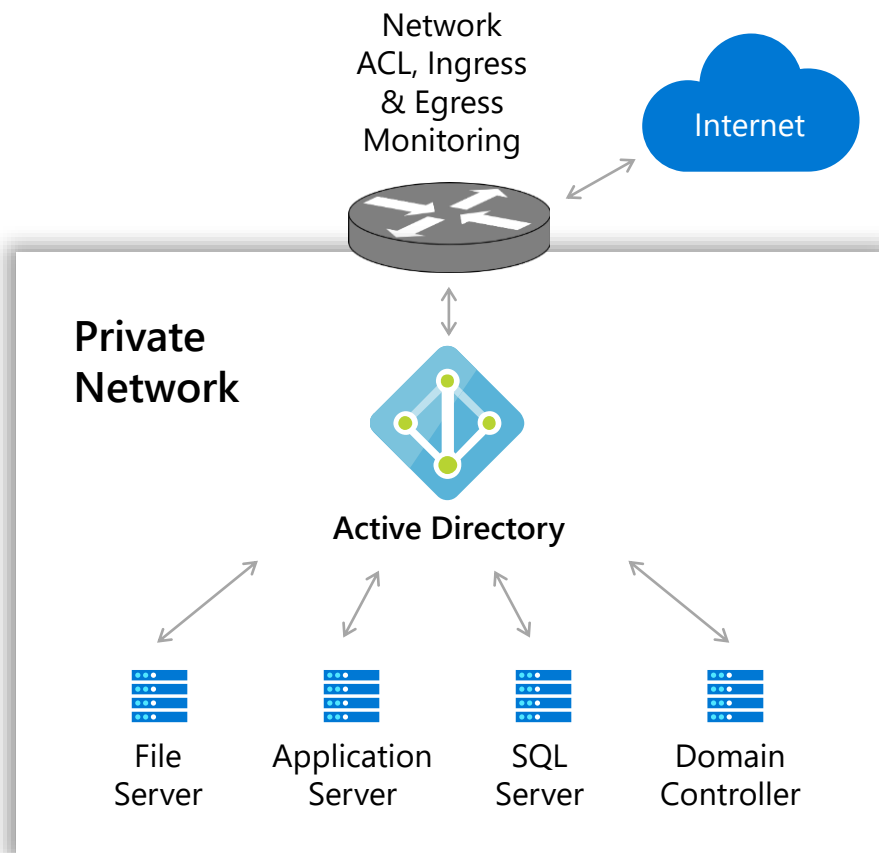 Network
ACL, Ingress
& Egress
Monitoring
Internet
Private
Network
Active Directory
File
Server
Application
Server
SQL
Server
Domain
Controller